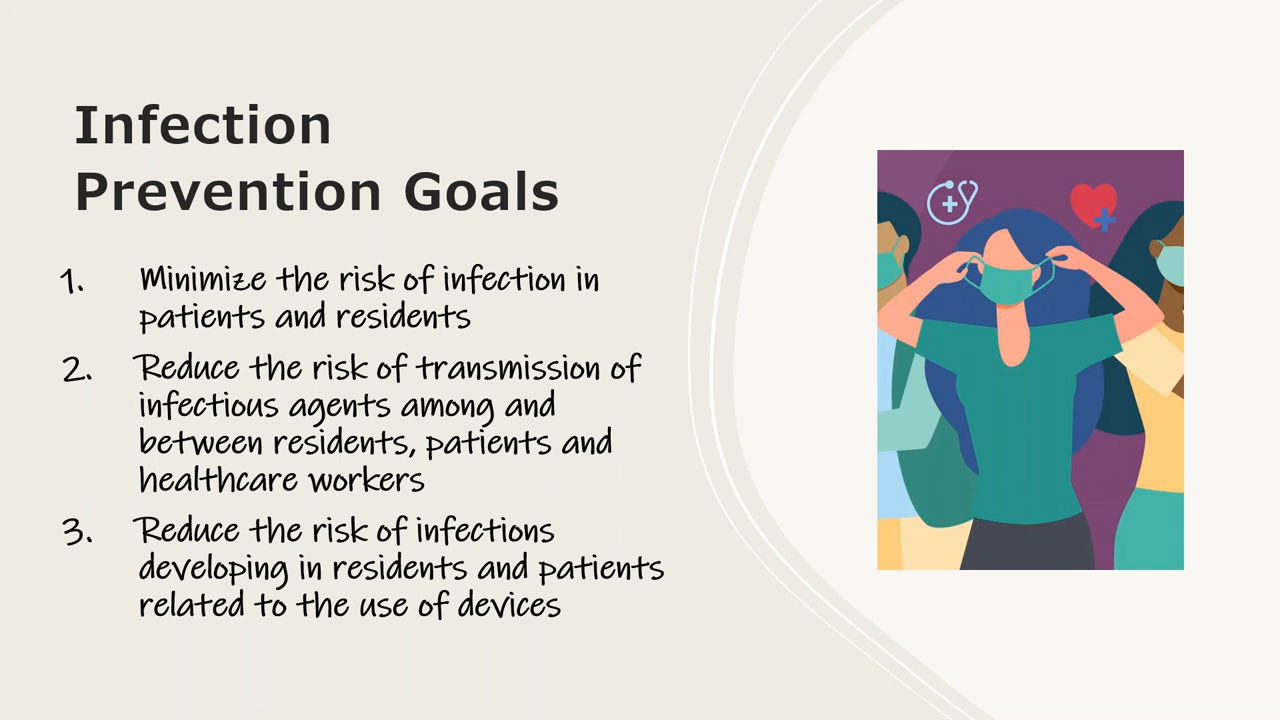 Infection
Prevention Goals
1. Minimize the risk of infection in
patients and residents
2. Reduce the risk of transmission of
infectious agents among and
between residents, patients and
healthcare workers
3. Reduce the risk of infections
developing in residents and patients
related to the use of devices